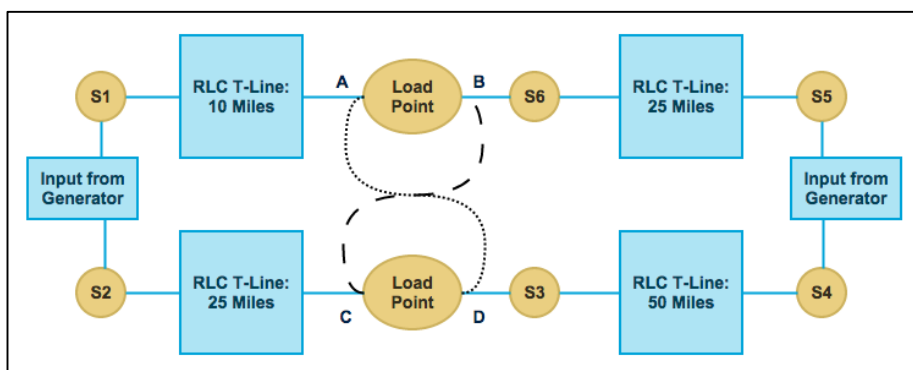 S1
RLC T-Line:
10 Miles
A
Load
Point
B
S6
RLC T-Line:
25 Miles
S5
Input from
Generator
Input from
Generator
S2
RLC T-Line:
25 Miles
C
Load
Point
D
S3
RLC T-Line:
50 Miles
S4